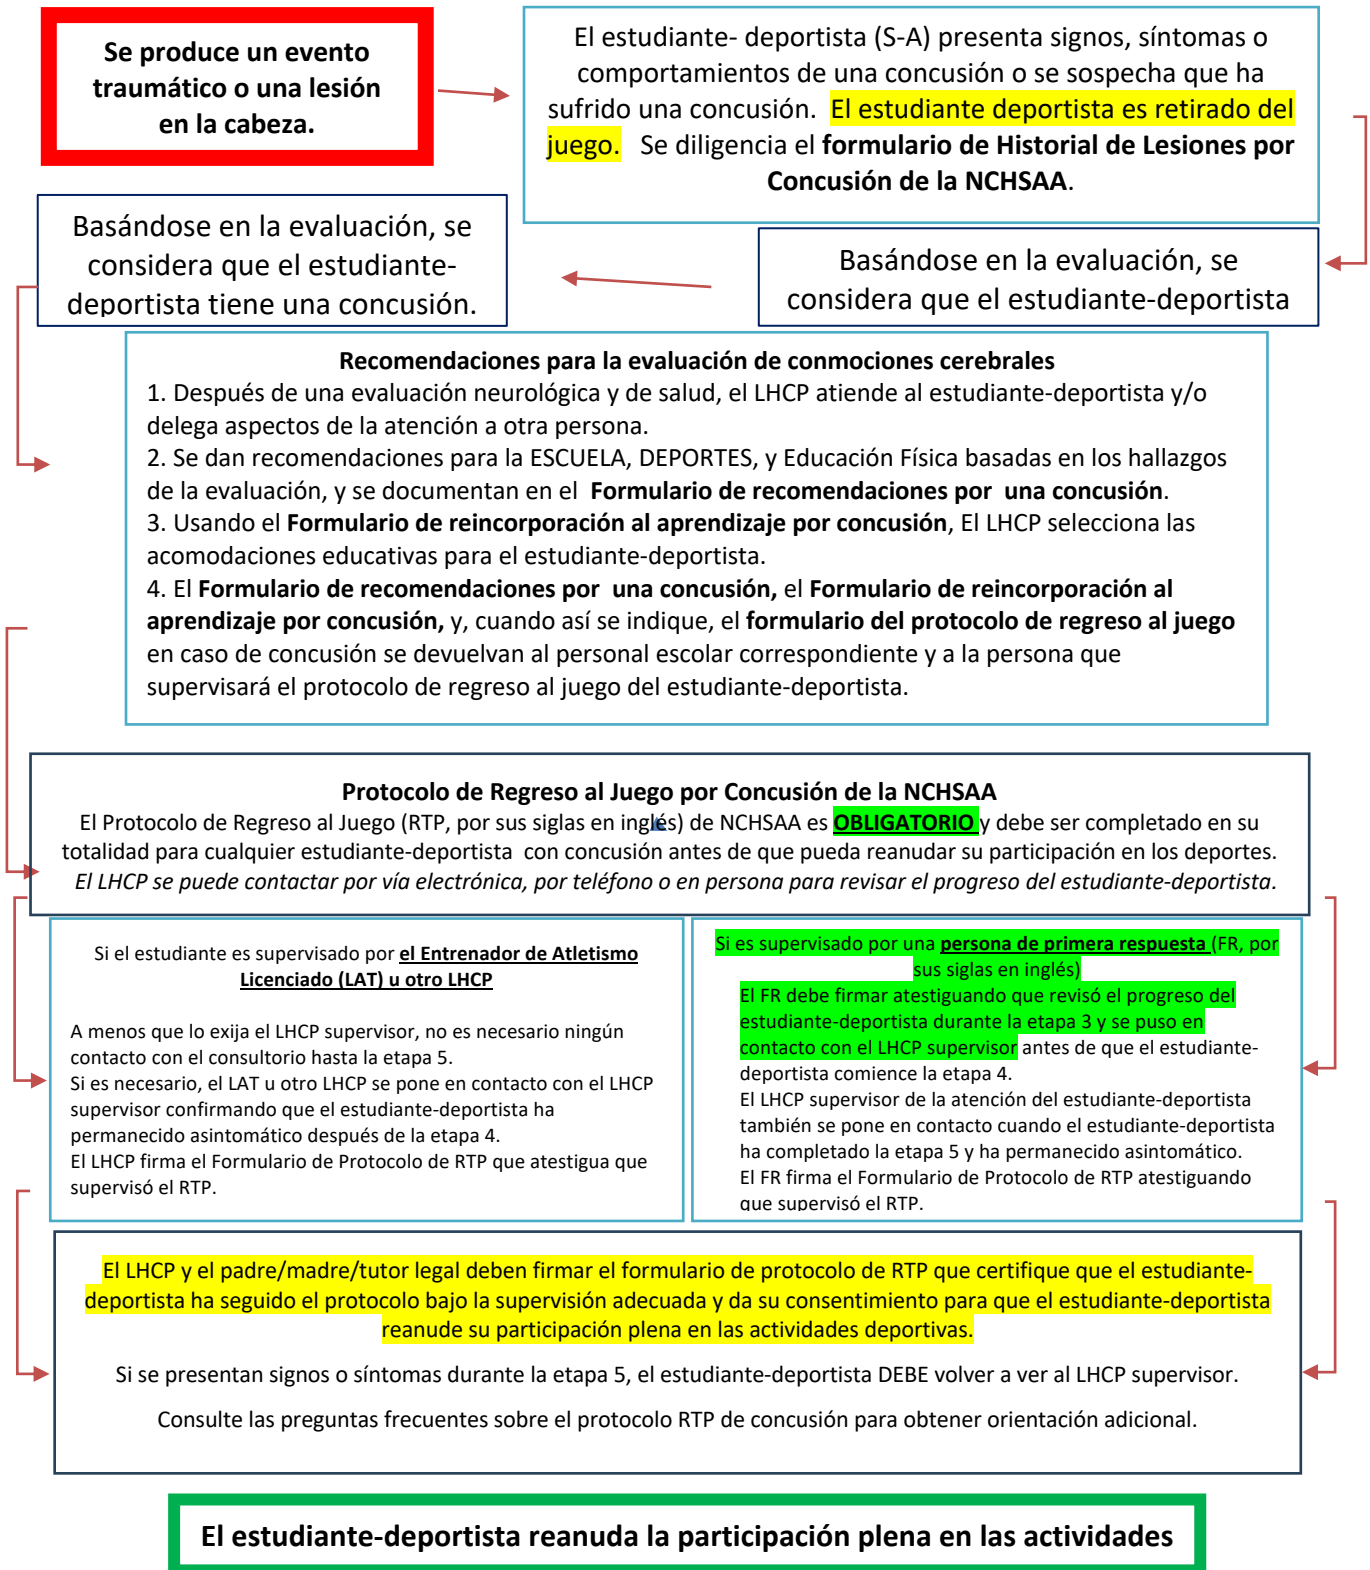 Se produce un evento
traumático o una lesión
en la cabeza.
El estudiante- deportista (S-A) presenta signos, síntomas o
comportamientos de una concusión o se sospecha que ha
sufrido una concusión. El estudiante deportista es retirado del
juego. Se diligencia el formulario de Historial de Lesiones por
Concusión de la NCHSAA.
Basándose en la evaluación, se
considera que el estudiante-deportista
Basándose en la evaluación, se
considera que el estudiante-
deportista tiene una concusión.
Recomendaciones para la evaluación de conmociones cerebrales
1. Después de una evaluación neurológica y de salud, el LHCP atiende al estudiante-deportista y/o
delega aspectos de la atención a otra persona.
2. Se dan recomendaciones para la ESCUELA, DEPORTES, y Educación Física basadas en los hallazgos
de la evaluación, y se documentan en el Formulario de recomendaciones por una concusión.
3. Usando el Formulario de reincorporación al aprendizaje por concusión, El LHCP selecciona las
acomodaciones educativas para el estudiante-deportista.
4. El Formulario de recomendaciones por una concusión, el Formulario de reincorporación al
aprendizaje por concusión, y, cuando así se indique, el formulario del protocolo de regreso al juego
en caso de concusión se devuelvan al personal escolar correspondiente y a la persona que
supervisará el protocolo de regreso al juego del estudiante-deportista.
Protocolo de Regreso al Juego por Concusión de la NCHSAA
El Protocolo de Regreso al Juego (RTP, por sus siglas en inglés) de NCHSAA es OBLIGATORIO y debe ser completado en su
totalidad para cualquier estudiante-deportista con concusión antes de que pueda reanudar su participación en los deportes.
El LHCP se puede contactar por vía electrónica, por teléfono o en persona para revisar el progreso del estudiante-deportista.
Si el estudiante es supervisado por el Entrenador de Atletismo
Licenciado (LAT) u otro LHCP
A menos que lo exija el LHCP supervisor, no es necesario ningún
contacto con el consultorio hasta la etapa 5.
Si es necesario, el LAT u otro LHCP se pone en contacto con el LHCP
supervisor confirmando que el estudiante-deportista ha
permanecido asintomático después de la etapa 4.
El LHCP firma el Formulario de Protocolo de RTP que atestigua que
supervisó el RTP.
Si es supervisado por una persona de primera respuesta (FR, por
sus siglas en inglés)
El FR debe firmar atestiguando que revisó el progreso del
estudiante-deportista durante la etapa 3 y se puso en
contacto con el LHCP supervisor antes de que el estudiante-
deportista comience la etapa 4.
El LHCP supervisor de la atención del estudiante-deportista
también se pone en contacto cuando el estudiante-deportista
ha completado la etapa 5 y ha permanecido asintomático.
El FR firma el Formulario de Protocolo de RTP atestiguando
que supervisó el RTP.
El LHCP y el padre/madre/tutor legal deben firmar el formulario de protocolo de RTP que certifique que el estudiante-
deportista ha seguido el protocolo bajo la supervisión adecuada y da su consentimiento para que el estudiante-deportista
reanude su participación plena en las actividades deportivas.
Si se presentan signos o síntomas durante la etapa 5, el estudiante-deportista DEBE volver a ver al LHCP supervisor.
Consulte las preguntas frecuentes sobre el protocolo RTP de concusión para obtener orientación adicional.
El estudiante-deportista reanuda la participación plena en las actividades